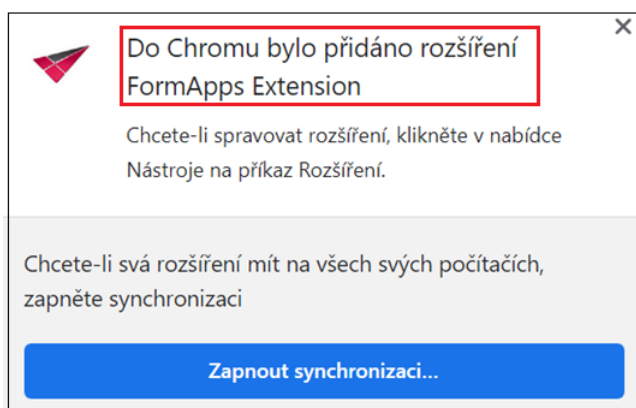 Do Chromu bylo přidáno rozšíření
FormApps Extension
Chcete-li spravovat rozšíření, klikněte v nabídce
Nástroje na příkaz Rozšíření.
Chcete-li svá rozšíření mít na všech svých počítačích,
zapněte synchronizaci
Zapnout synchronizaci...